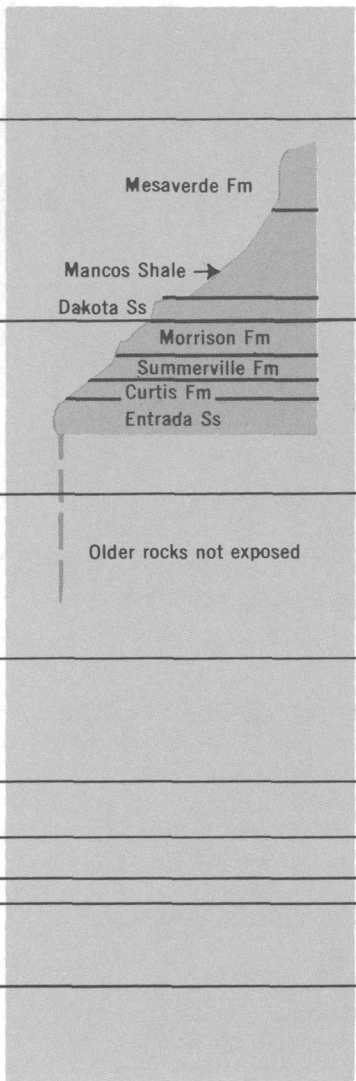 Mesaverde Fm
Mancos Shale
Dakota Ss
Morrison Fm
Summerville Fm
Curtis Fm
Entrada Ss
Older rocks not exposed